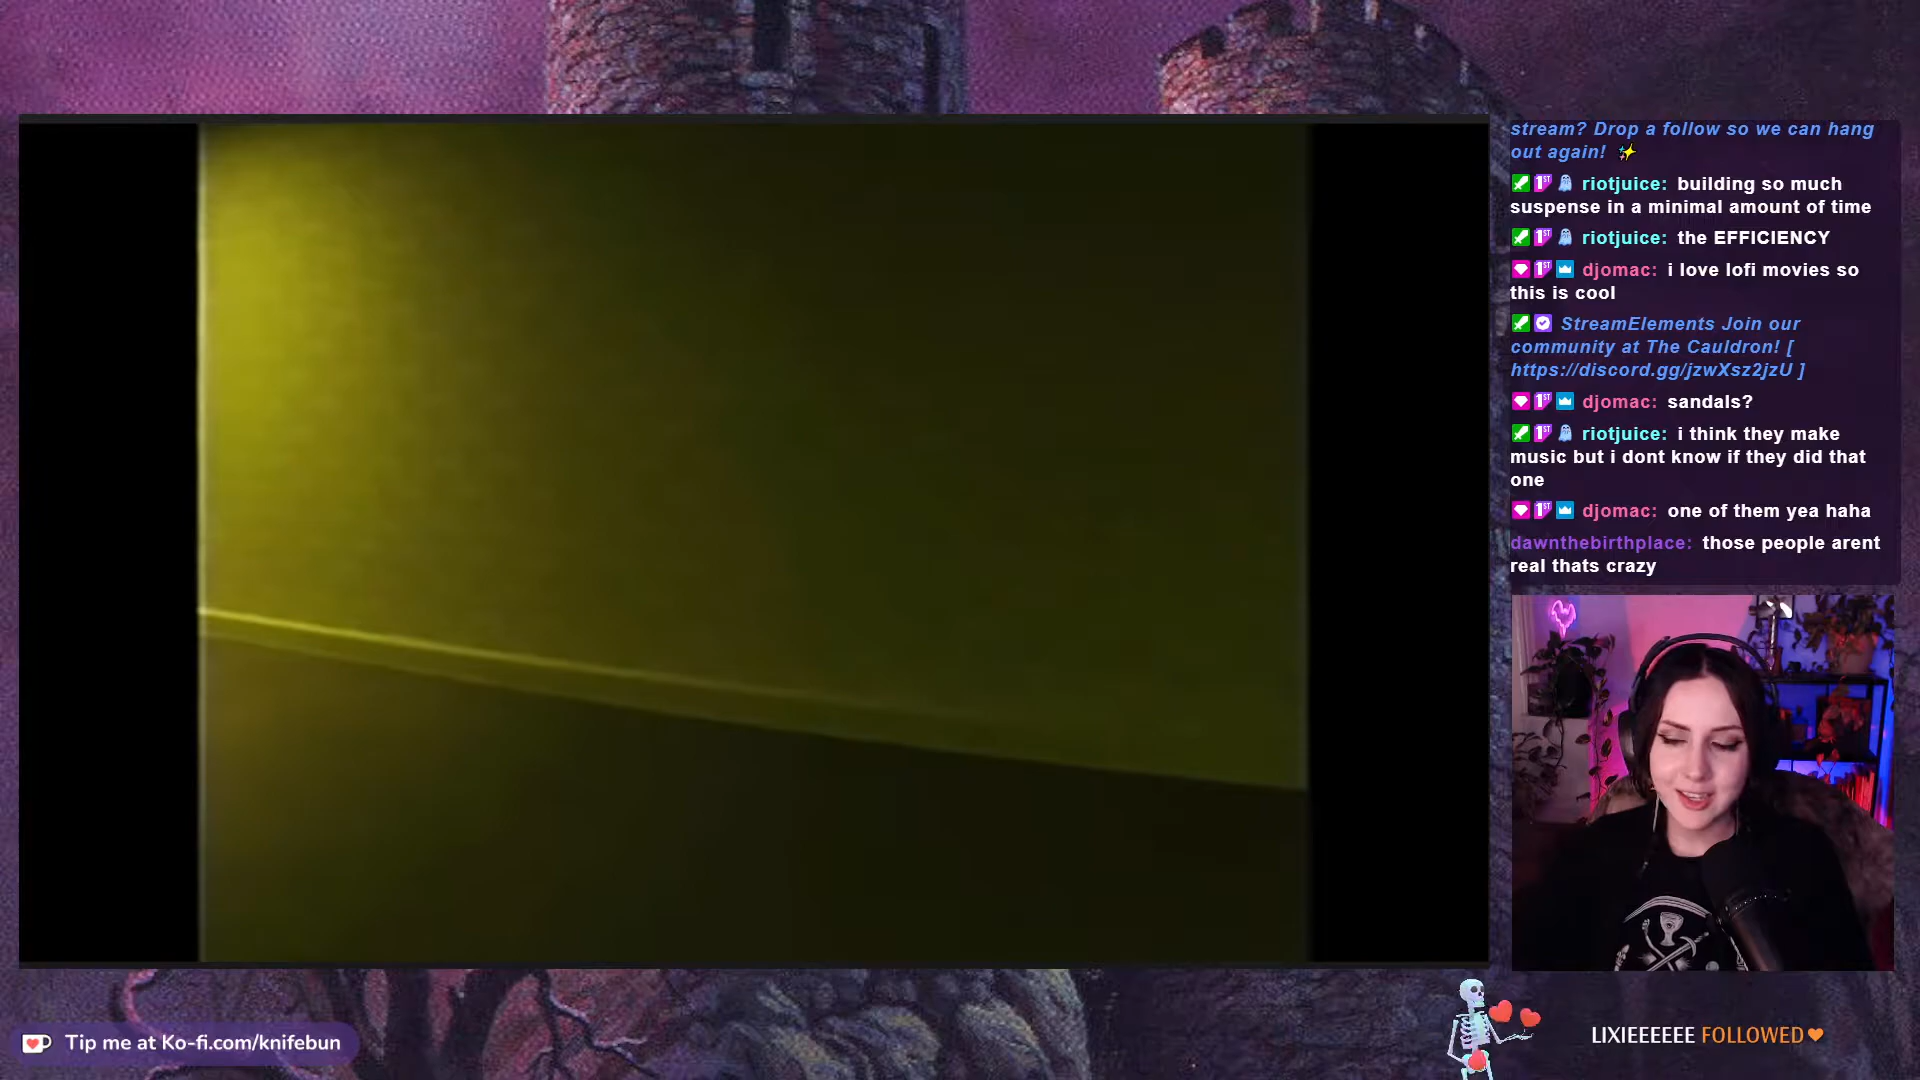 stream? Drop a follow so we can hang
out again! ✨
riotjuice: building so much
suspense in a minimal amount of time
riotjuice: the EFFICIENCY
djomac: i love lofi movies so
this is cool
StreamElements Join our
community at The Cauldron! [
https://discord.gg/jzwXsz2jzU ]
djomac: sandals?
riotjuice: i think they make
music but i dont know if they did that
one
djomac: one of them yea haha
dawnthebirthplace: those people arent
real thats crazy
Tip me at Ko-fi.com/knifebun
LIXIEEEEEE FOLLOWED